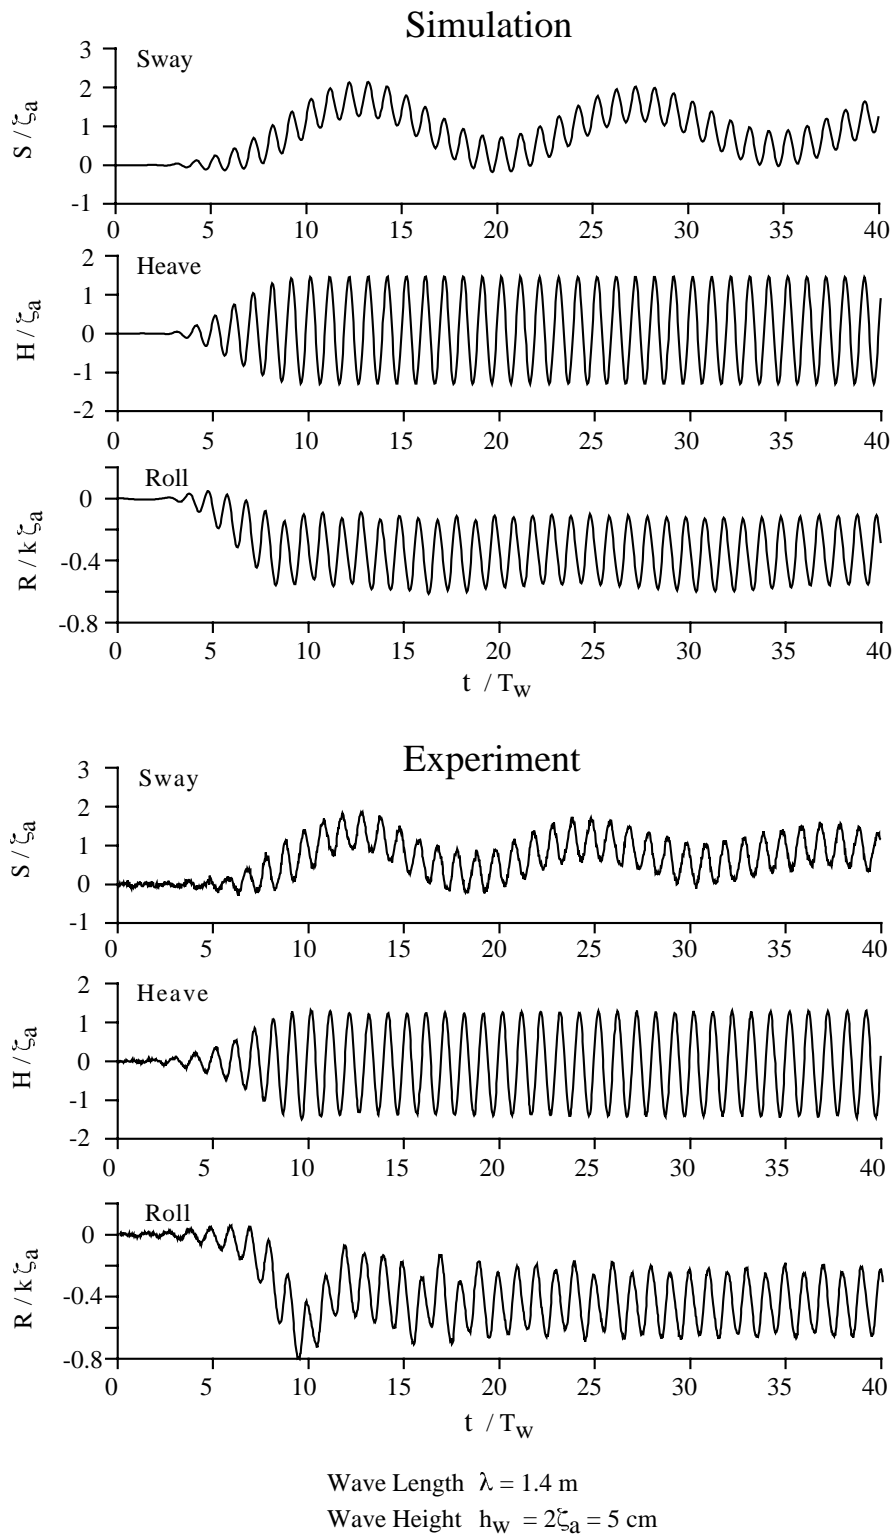 Simulation
3
2
1
0
-1
S / ζa
Sway
0 5 10 15 20 25 30 35 40
2
1
0
-1
-2
H / ζa
Heave
0 5 10 15 20 25 30 35 40
0
-0.4
-0.8
R / k ζa
Roll
0 5 10 15 20 25 30 35 40
t / Tw
Experiment
3
2
1
0
-1
S / ζa
Sway
0 5 10 15 20 25 30 35 40
2
1
0
-1
-2
H / ζa
Heave
0 5 10 15 20 25 30 35 40
0
-0.4
-0.8
R / k ζa
Roll
0 5 10 15 20 25 30 35 40
t / Tw
Wave Length λ = 1.4 m
Wave Height hw = 2ζa = 5 cm